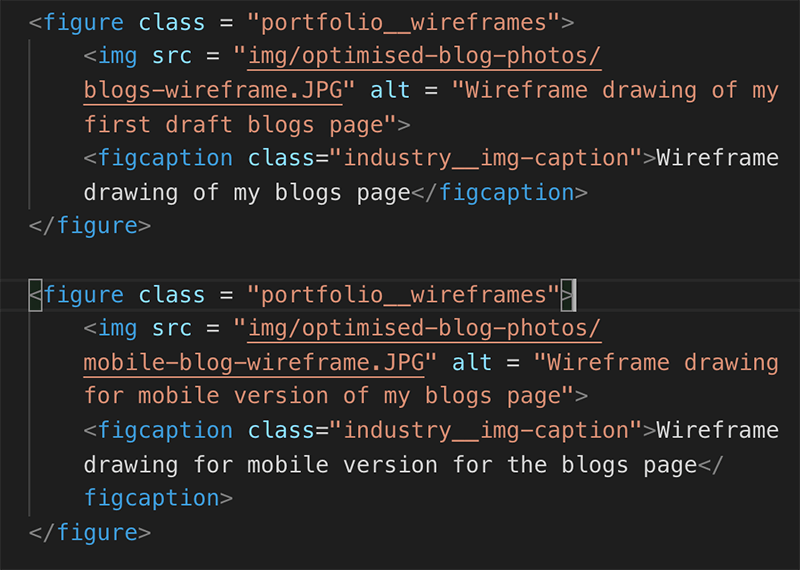 <figure class = "portfolio__wireframes">
<img src = "img/optimised-blog-photos/
blogs-wireframe.JPG" alt = "Wireframe drawing of my
first draft blogs page">
<figcaption class="industry__img-caption">Wireframe
drawing of my blogs page</figcaption>
</figure>
<figure class = "portfolio__wireframes">
<img src = "img/optimised-blog-photos/
mobile-blog-wireframe.JPG" alt = "Wireframe drawing
for mobile version of my blogs page">
<figcaption class="industry__img-caption">Wireframe
drawing for mobile version for the blogs page</
figcaption>
</figure>